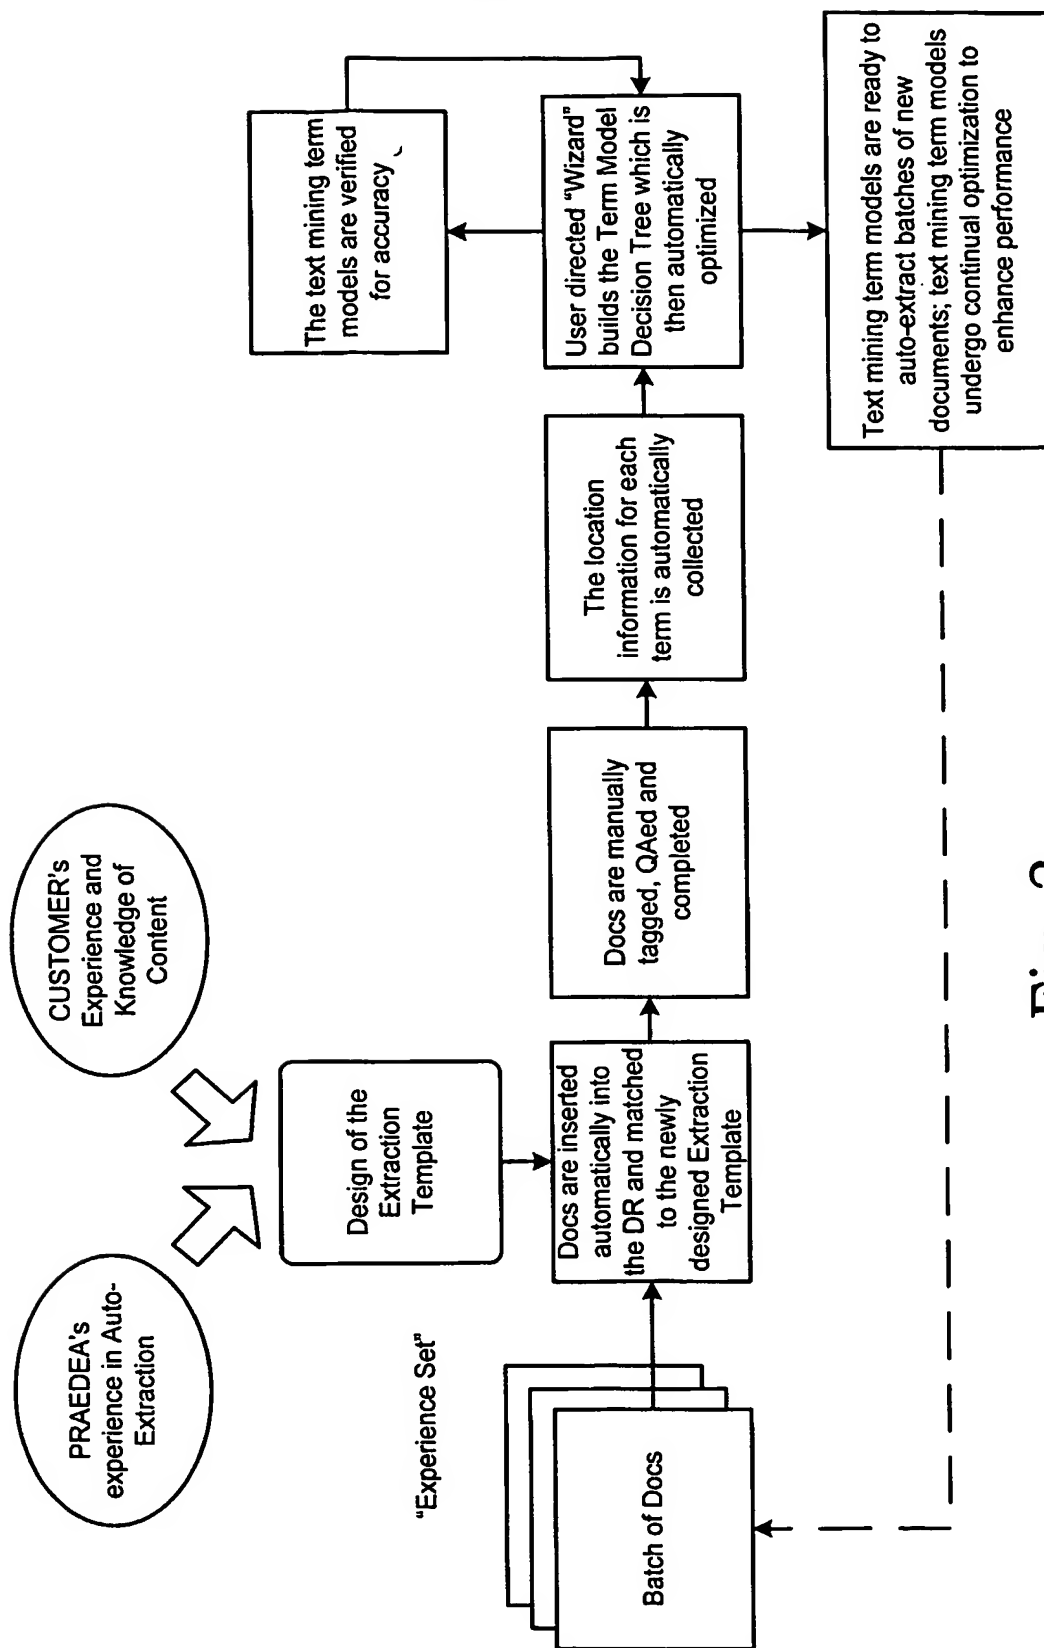 PRAEDEA's
experience in Auto-
Extraction
CUSTOMER's
Experience and
Knowledge of
Content
Design of the
Extraction
Template
"Experience Set"
Batch of Docs
Docs are inserted
automatically into
the DR and matched
to the newly
designed Extraction
Template
Docs are manually
tagged, QAed and
completed
The location
information for each
term is automatically
collected
User directed "Wizard"
builds the Term Model
Decision Tree which is
then automatically
optimized
The text mining term
models are verified
for accuracy
Text mining term models are ready to
auto-extract batches of new
documents; text mining term models
undergo continual optimization to
enhance performance